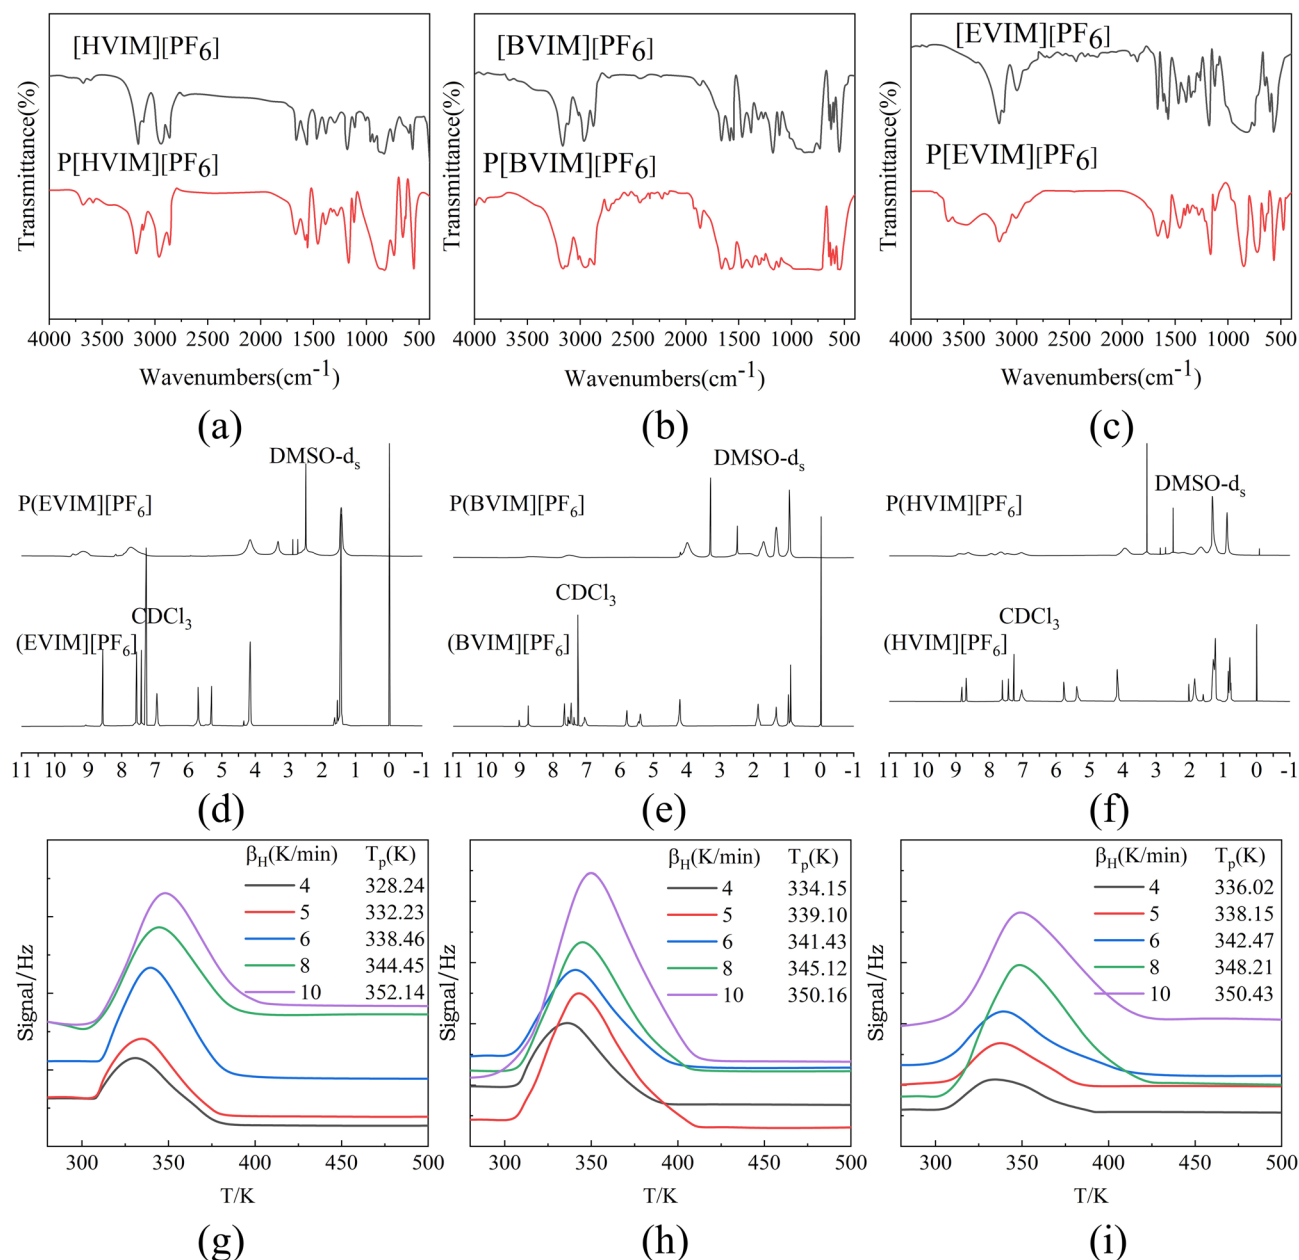 [HVIM][PF6]
P[HVIM][PF6]
Transmittance(%)
4000 3500 3000 2500 2000 1500 1000 500
Wavenumbers(cm-1)
(a)
[BVIM][PF6]
P[BVIM][PF6]
Transmittance(%)
4000 3500 3000 2500 2000 1500 1000 500
Wavenumbers(cm-1)
(b)
[EVIM][PF6]
P[EVIM][PF6]
Transmittance(%)
4000 3500 3000 2500 2000 1500 1000 500
Wavenumbers(cm-1)
(c)
DMSO-ds
P(EVIM][PF6]
CDCl3
(EVIM][PF6]
11 10 9 8 7 6 5 4 3 2 1 0 -1
(d)
DMSO-ds
P(BVIM][PF6]
CDCl3
(BVIM][PF6]
11 10 9 8 7 6 5 4 3 2 1 0 -1
(e)
DMSO-ds
P(HVIM][PF6]
CDCl3
(HVIM][PF6]
11 10 9 8 7 6 5 4 3 2 1 0 -1
(f)
βH(K/min) Tp(K)
4 328.24
5 332.23
6 338.46
8 344.45
10 352.14
Signal/Hz
300 350 400 450 500
T/K
(g)
βH(K/min) Tp(K)
4 334.15
5 339.10
6 341.43
8 345.12
10 350.16
Signal/Hz
300 350 400 450 500
T/K
(h)
βH(K/min) Tp(K)
4 336.02
5 338.15
6 342.47
8 348.21
10 350.43
Signal/Hz
300 350 400 450 500
T/K
(i)